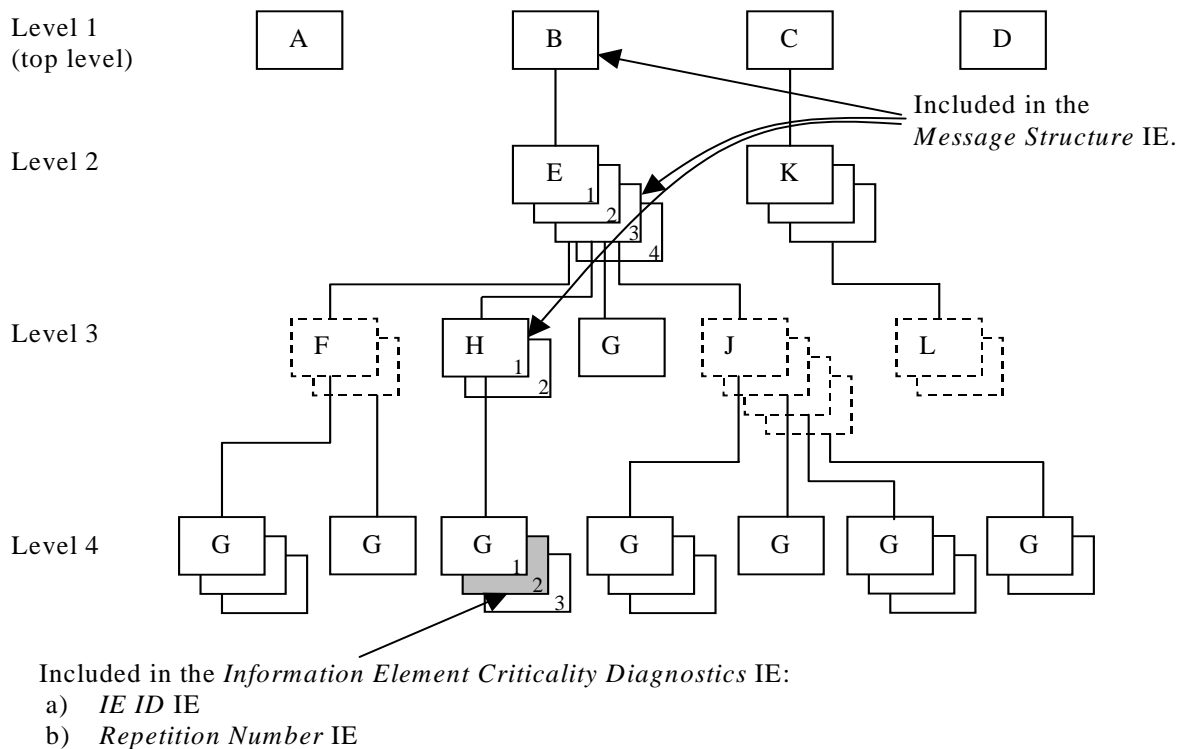 Level 1
(top level)
A
B
C
D
Included in the
Message Structure IE.
Level 2
E
1
2
3
4
K
Level 3
F
H
1
2
G
J
L
Level 4
G
G
G
1
2
3
G
G
G
G
Included in the Information Element Criticality Diagnostics IE:
a) IE ID IE
b) Repetition Number IE